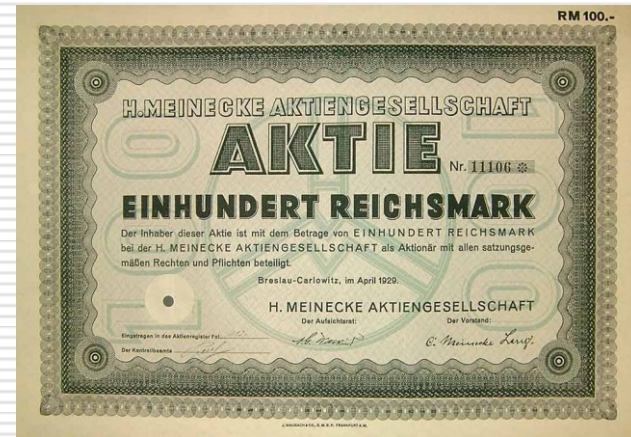 RM 100.-
H. MEINECKE AKTIENGESELLSCHAFT
AKTIE
Nr. 11106
EINHUNDERT REICHSMARK
Der Inhaber dieser Aktie ist mit dem Betrage von EINHUNDERT REICHSMARK
bei der H. MEINECKE AKTIENGESELLSCHAFT als Aktionär mit allen satzungsge-
mäßen Rechten und Pflichten beteiligt.
Breslau-Carlowitz, im April 1929.
H. MEINECKE AKTIENGESELLSCHAFT
Der Aufsichtsrat: Der Vorstand:
Eingetragen in das Aktienregister Fol.
C. Meinecke Lang.
Der Kontrollbeamte